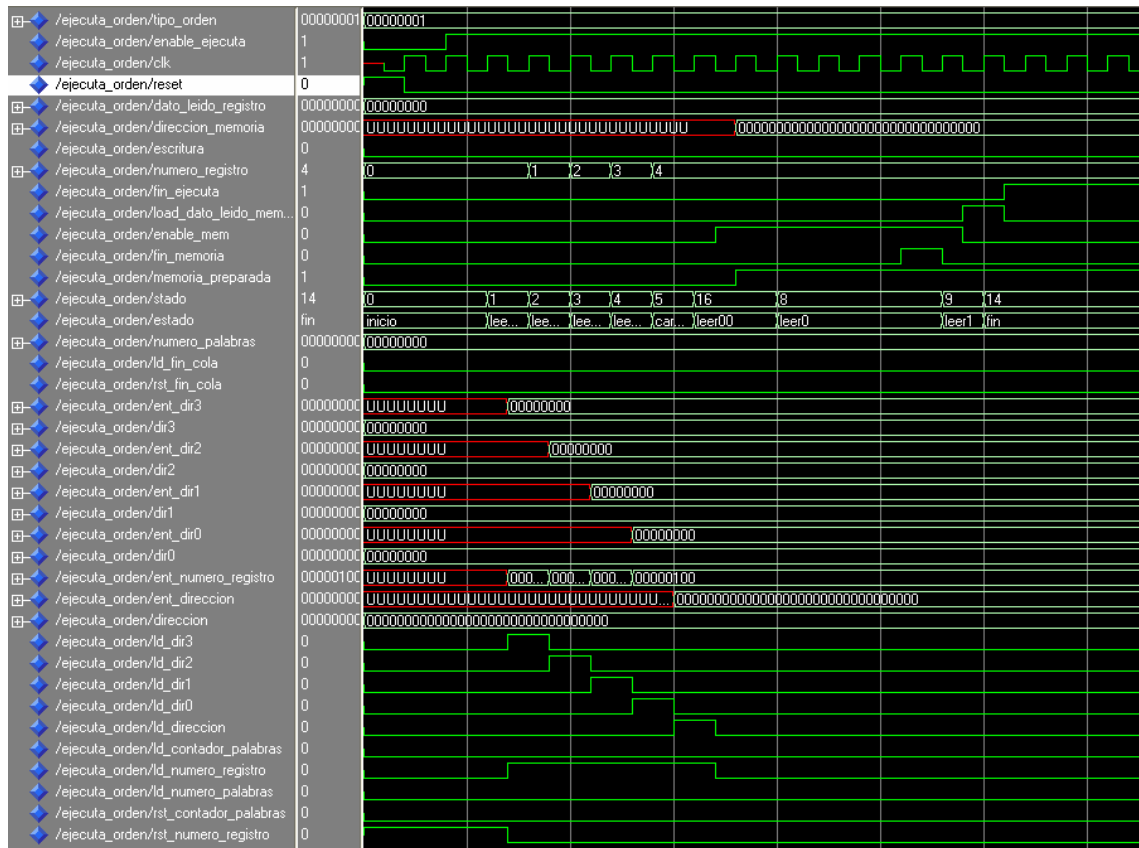 /ejecuta_orden/tipo_orden 00000001 00000001
/ejecuta_orden/enable_ejecuta 1
/ejecuta_orden/clk 1
/ejecuta_orden/reset 0
/ejecuta_orden/dato_leido_registro 00000000 00000000
/ejecuta_orden/direccion_memoria 00000000 UUUUUUUUUUUUUUUUUUUUUUUUUUUUUUUU 00000000000000000000000000000000
/ejecuta_orden/escritura 0
/ejecuta_orden/numero_registro 4 0 1 2 3 4
/ejecuta_orden/fin_ejecuta 1
/ejecuta_orden/load_dato_leido_mem... 0
/ejecuta_orden/enable_mem 0
/ejecuta_orden/fin_memoria 0
/ejecuta_orden/memoria_preparada 1
/ejecuta_orden/stado 14 0 1 2 3 4 5 16 8 9 14
/ejecuta_orden/estado fin inicio lee... lee... lee... lee... car... leer00 leer0 leer1 fin
/ejecuta_orden/numero_palabras 00000000 00000000
/ejecuta_orden/ld_fin_cola 0
/ejecuta_orden/rst_fin_cola 0
/ejecuta_orden/ent_dir3 00000000 UUUUUUUU 00000000
/ejecuta_orden/dir3 00000000 00000000
/ejecuta_orden/ent_dir2 00000000 UUUUUUUU 00000000
/ejecuta_orden/dir2 00000000 00000000
/ejecuta_orden/ent_dir1 00000000 UUUUUUUU 00000000
/ejecuta_orden/dir1 00000000 00000000
/ejecuta_orden/ent_dir0 00000000 UUUUUUUU 00000000
/ejecuta_orden/dir0 00000000 00000000
/ejecuta_orden/ent_numero_registro 00000100 UUUUUUUU 000... 000... 000... 00000100
/ejecuta_orden/ent_direccion 00000000 UUUUUUUUUUUUUUUUUUUUUUUUUUUUU... 00000000000000000000000000000000
/ejecuta_orden/direccion 00000000 00000000000000000000000000000000
/ejecuta_orden/ld_dir3 0
/ejecuta_orden/ld_dir2 0
/ejecuta_orden/ld_dir1 0
/ejecuta_orden/ld_dir0 0
/ejecuta_orden/ld_direccion 0
/ejecuta_orden/ld_contador_palabras 0
/ejecuta_orden/ld_numero_registro 0
/ejecuta_orden/ld_numero_palabras 0
/ejecuta_orden/rst_contador_palabras 0
/ejecuta_orden/rst_numero_registro 0